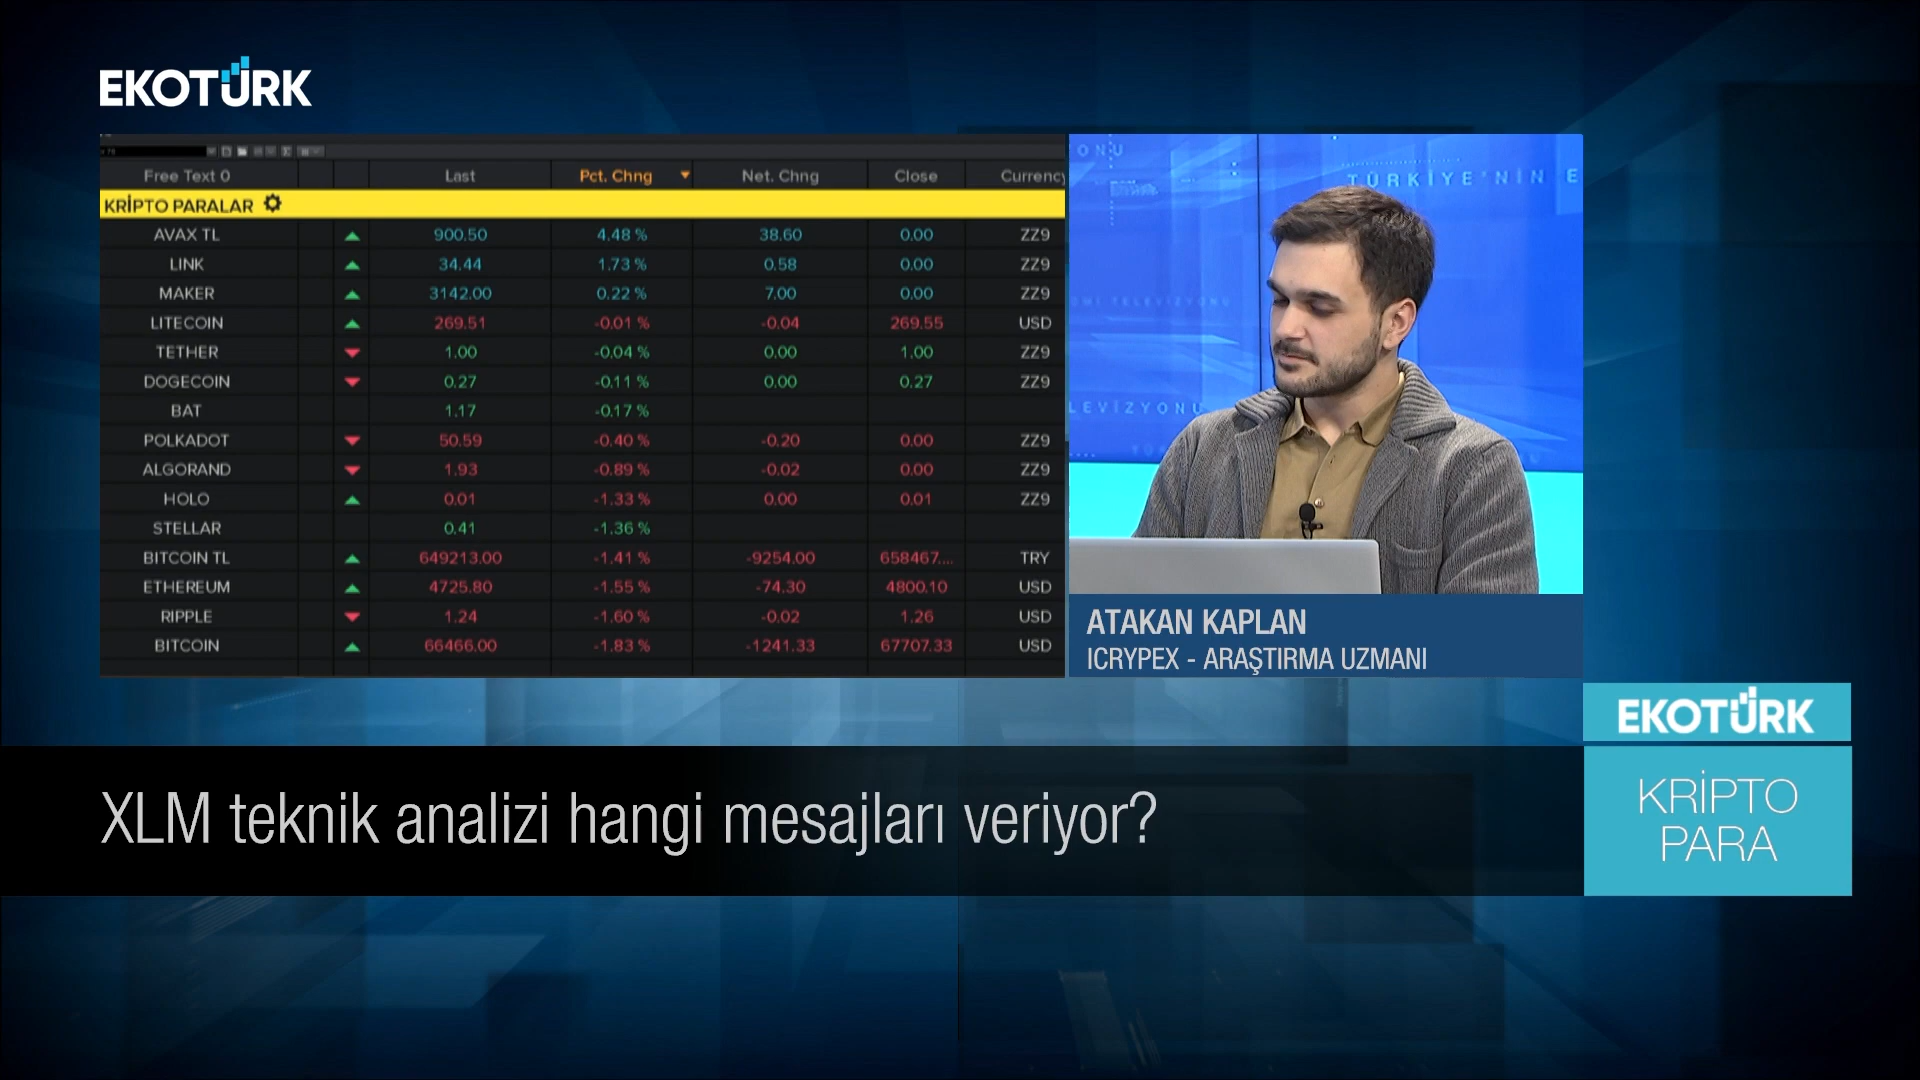 EKOTÜRK
Free Text 0 Last Pct. Chng Net. Chng Close Currency
KRİPTO PARALAR
AVAX TL 900.50 4.48 % 38.60 0.00 ZZ9
LINK 34.44 1.73 % 0.58 0.00 ZZ9
MAKER 3142.00 0.22 % 7.00 0.00 ZZ9
LITECOIN 269.51 -0.01 % -0.04 269.55 USD
TETHER 1.00 -0.04 % 0.00 1.00 ZZ9
DOGECOIN 0.27 -0.11 % 0.00 0.27 ZZ9
BAT 1.17 -0.17 %
POLKADOT 50.59 -0.40 % -0.20 0.00 ZZ9
ALGORAND 1.93 -0.89 % -0.02 0.00 ZZ9
HOLO 0.01 -1.33 % 0.00 0.01 ZZ9
STELLAR 0.41 -1.36 %
BITCOIN TL 649213.00 -1.41 % -9254.00 658467.... TRY
ETHEREUM 4725.80 -1.55 % -74.30 4800.10 USD
RIPPLE 1.24 -1.60 % -0.02 1.26 USD
BITCOIN 66466.00 -1.83 % -1241.33 67707.33 USD
ONU
TÜRKİYE'NİN E
LEVİZYONU
ATAKAN KAPLAN
ICRYPEX - ARAŞTIRMA UZMANI
EKOTÜRK
KRİPTO
PARA
XLM teknik analizi hangi mesajları veriyor?